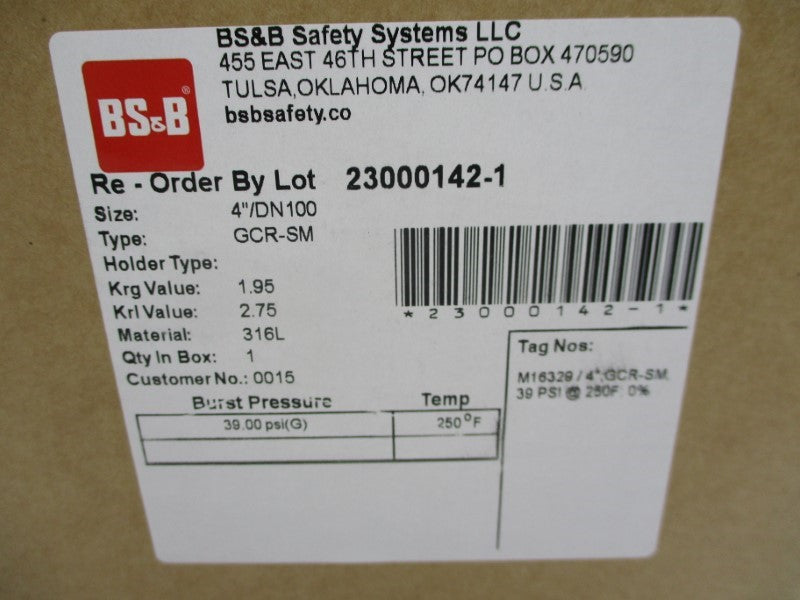 BS&B Safety Systems LLC
455 EAST 46TH STREET PO BOX 470590
TULSA,OKLAHOMA, OK74147 U.S.A
bsbsafety.co
BS&B®
Re - Order By Lot 23000142-1
Size: 4"/DN100
Type: GCR-SM
Holder Type:
Krg Value: 1.95
Krl Value: 2.75
Material: 316L
Qty In Box: 1
Customer No.: 0015
*23000142-1*
Tag Nos:
M16329 / 4",GCR-SM,
39 PSI @ 250F, 0%
Burst Pressure Temp
39.00 psi(G) 250°F